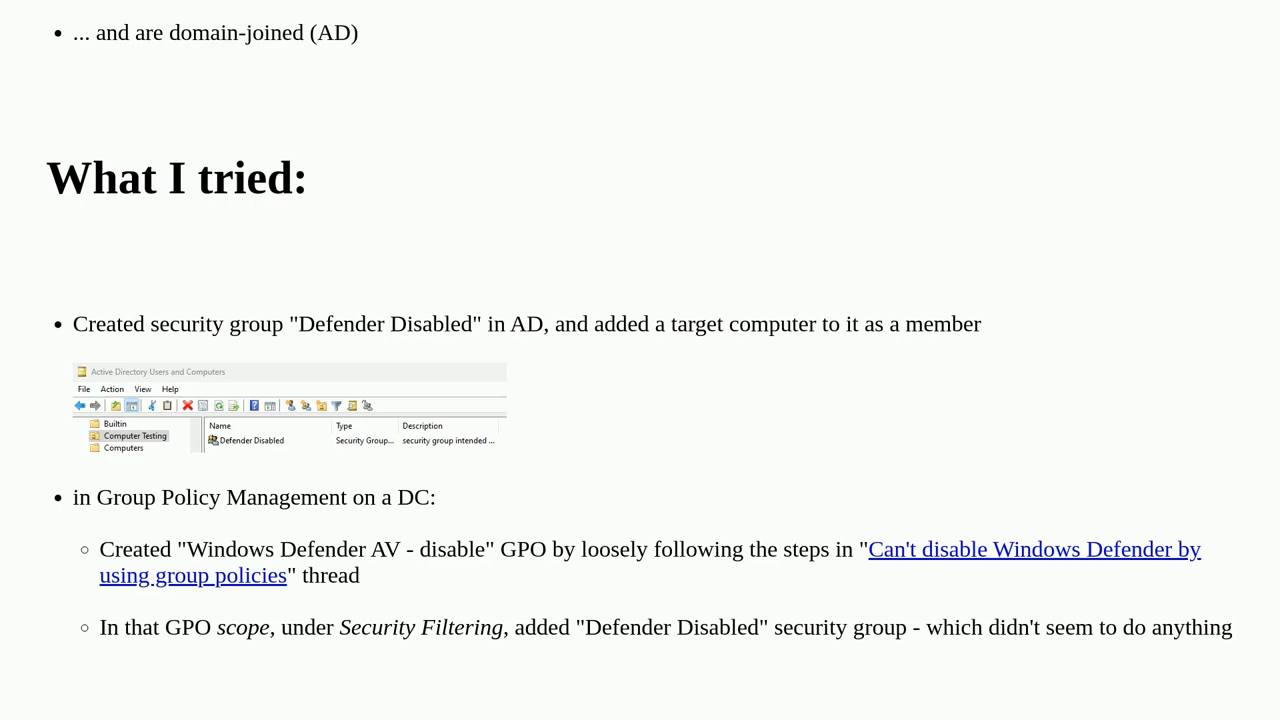 ... and are domain-joined (AD)
What I tried:
Created security group "Defender Disabled" in AD, and added a target computer to it as a member
Active Directory Users and Computers
File Action View Help
Builtin
Computer Testing
Computers
Name Type Description
Defender Disabled Security Group... security group intended ...
in Group Policy Management on a DC:
Created "Windows Defender AV - disable" GPO by loosely following the steps in "Can't disable Windows Defender by
using group policies" thread
In that GPO scope, under Security Filtering, added "Defender Disabled" security group - which didn't seem to do anything